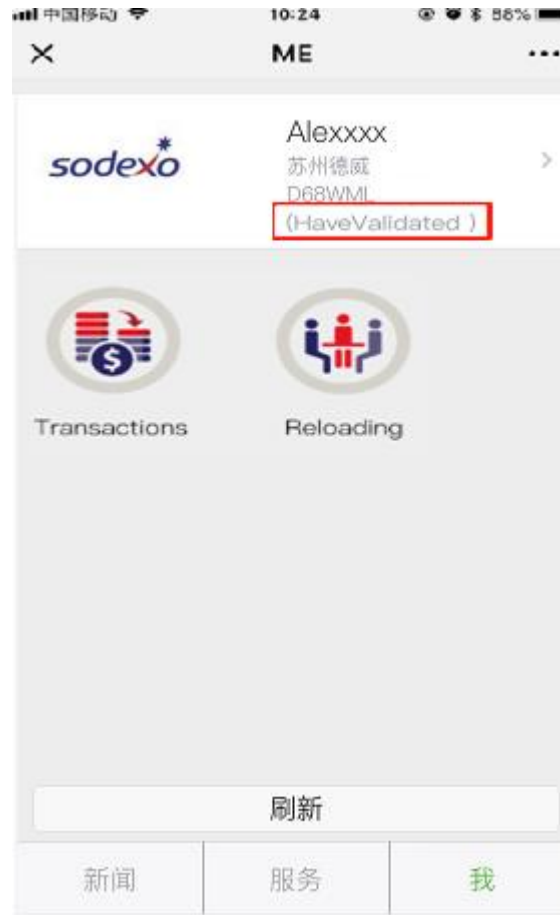 中国移动 10:24 88%
ME
sodexo
Alexxxx
苏州德威
D68WML
(HaveValidated )
Transactions Reloading
刷新
新闻 服务 我